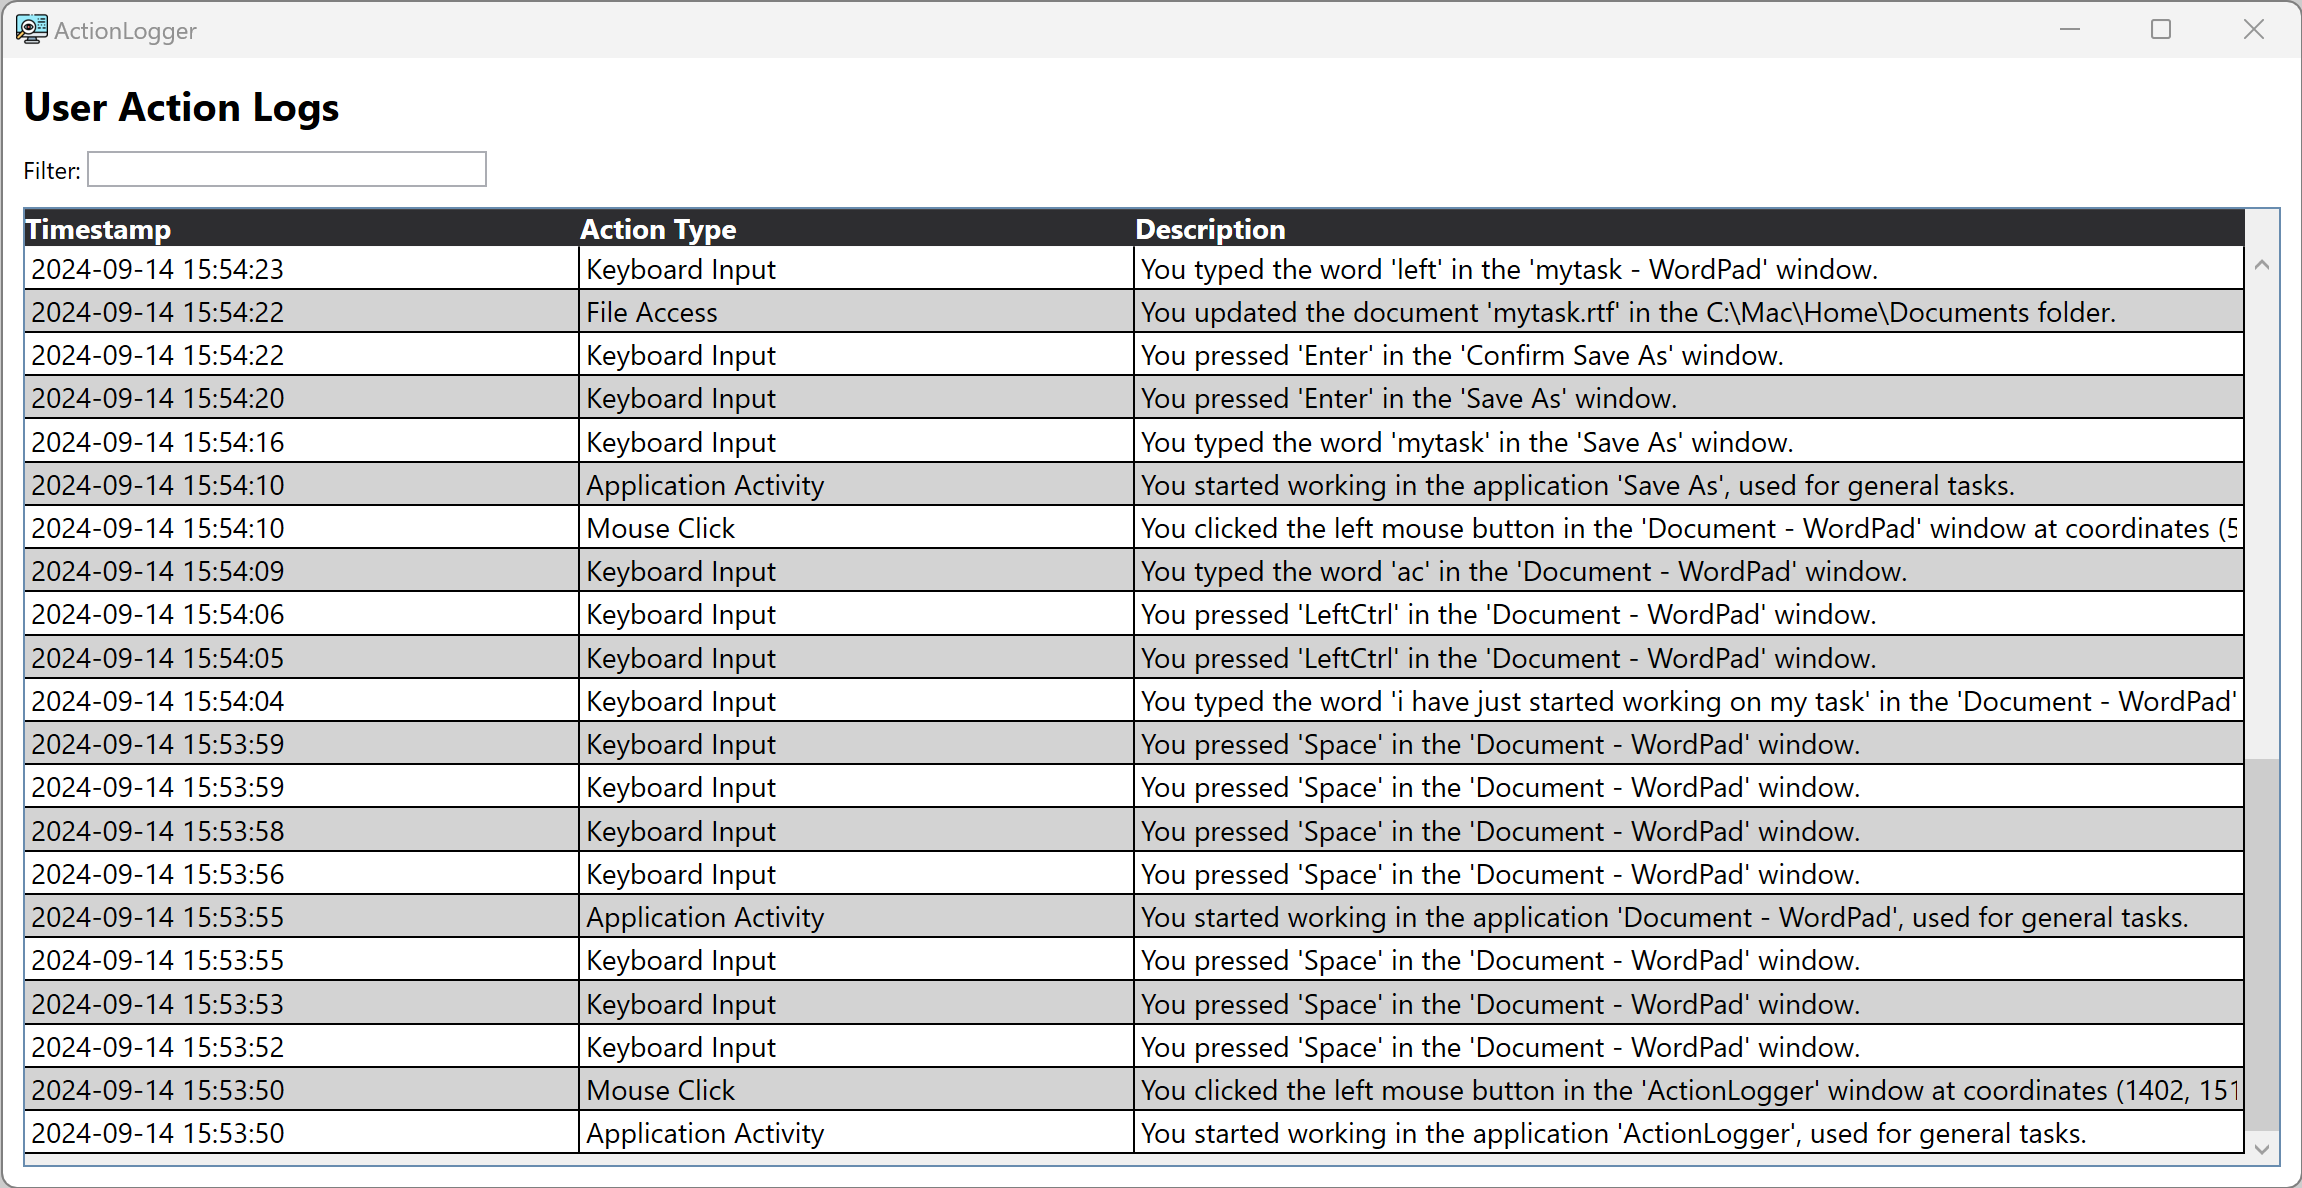 ActionLogger
User Action Logs
Filter:
Timestamp Action Type Description
2024-09-14 15:54:23 Keyboard Input You typed the word 'left' in the 'mytask - WordPad' window.
2024-09-14 15:54:22 File Access You updated the document 'mytask.rtf' in the C:\Mac\Home\Documents folder.
2024-09-14 15:54:22 Keyboard Input You pressed 'Enter' in the 'Confirm Save As' window.
2024-09-14 15:54:20 Keyboard Input You pressed 'Enter' in the 'Save As' window.
2024-09-14 15:54:16 Keyboard Input You typed the word 'mytask' in the 'Save As' window.
2024-09-14 15:54:10 Application Activity You started working in the application 'Save As', used for general tasks.
2024-09-14 15:54:10 Mouse Click You clicked the left mouse button in the 'Document - WordPad' window at coordinates (5
2024-09-14 15:54:09 Keyboard Input You typed the word 'ac' in the 'Document - WordPad' window.
2024-09-14 15:54:06 Keyboard Input You pressed 'LeftCtrl' in the 'Document - WordPad' window.
2024-09-14 15:54:05 Keyboard Input You pressed 'LeftCtrl' in the 'Document - WordPad' window.
2024-09-14 15:54:04 Keyboard Input You typed the word 'i have just started working on my task' in the 'Document - WordPad'
2024-09-14 15:53:59 Keyboard Input You pressed 'Space' in the 'Document - WordPad' window.
2024-09-14 15:53:59 Keyboard Input You pressed 'Space' in the 'Document - WordPad' window.
2024-09-14 15:53:58 Keyboard Input You pressed 'Space' in the 'Document - WordPad' window.
2024-09-14 15:53:56 Keyboard Input You pressed 'Space' in the 'Document - WordPad' window.
2024-09-14 15:53:55 Application Activity You started working in the application 'Document - WordPad', used for general tasks.
2024-09-14 15:53:55 Keyboard Input You pressed 'Space' in the 'Document - WordPad' window.
2024-09-14 15:53:53 Keyboard Input You pressed 'Space' in the 'Document - WordPad' window.
2024-09-14 15:53:52 Keyboard Input You pressed 'Space' in the 'Document - WordPad' window.
2024-09-14 15:53:50 Mouse Click You clicked the left mouse button in the 'ActionLogger' window at coordinates (1402, 151
2024-09-14 15:53:50 Application Activity You started working in the application 'ActionLogger', used for general tasks.